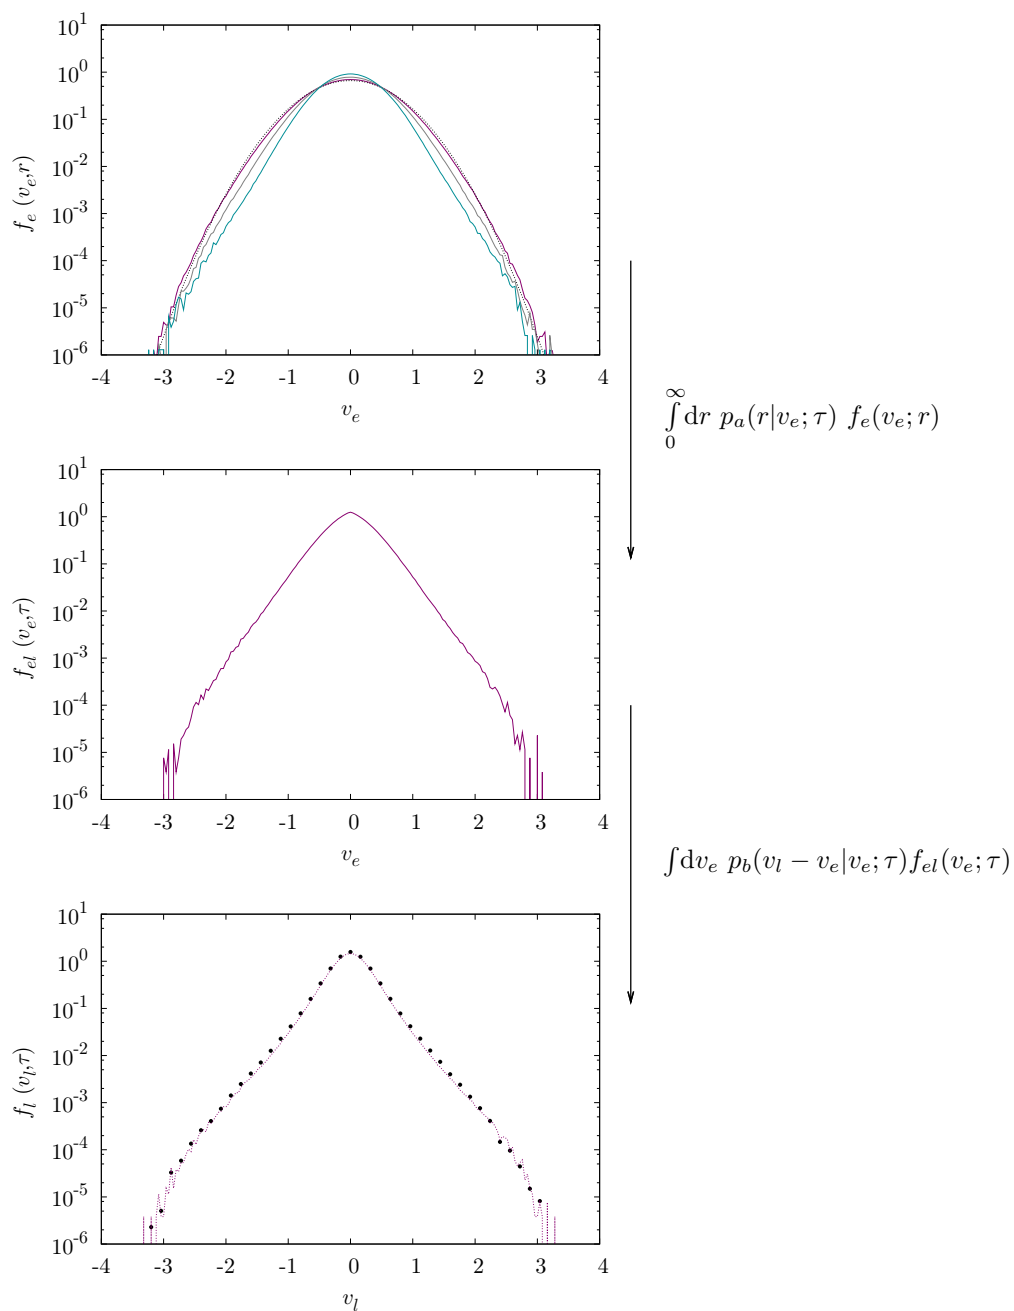 10^1
10^0
10^-1
10^-2
10^-3
10^-4
10^-5
10^-6
f_e (v_e,r)
-4 -3 -2 -1 0 1 2 3 4
v_e
∫_0^∞ dr p_a(r|v_e; τ) f_e(v_e; r)
10^1
10^0
10^-1
10^-2
10^-3
10^-4
10^-5
10^-6
f_el (v_e,τ)
-4 -3 -2 -1 0 1 2 3 4
v_e
∫dv_e p_b(v_l − v_e|v_e; τ)f_el(v_e; τ)
10^1
10^0
10^-1
10^-2
10^-3
10^-4
10^-5
10^-6
f_l (v_l,τ)
-4 -3 -2 -1 0 1 2 3 4
v_l